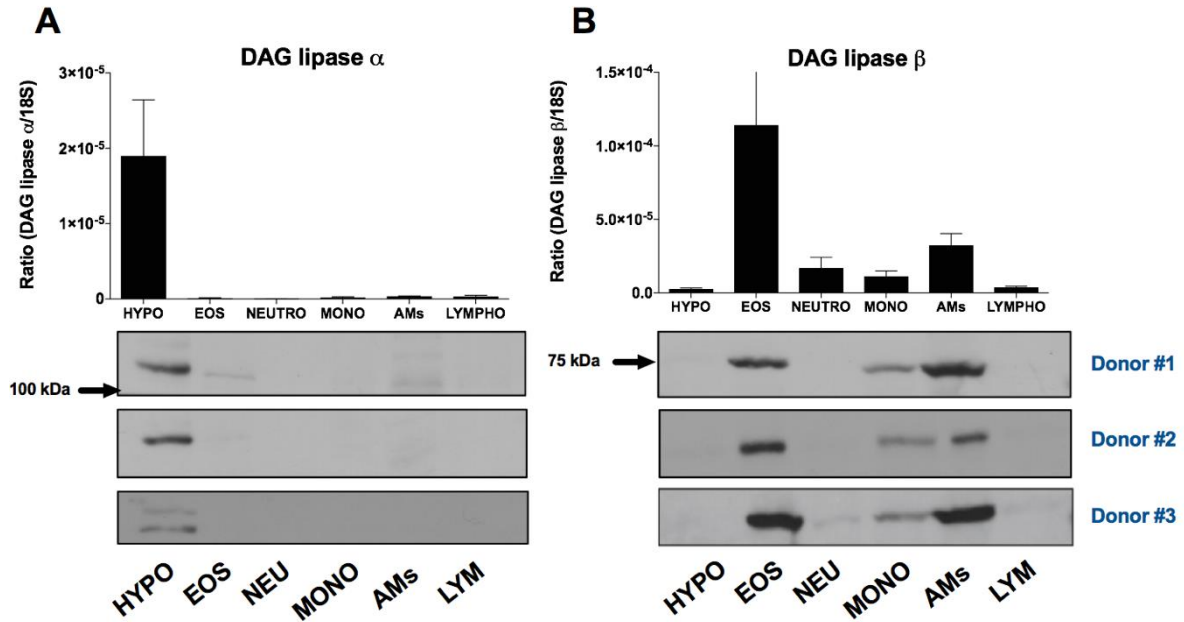 A
DAG lipase α
Ratio (DAG lipase α/18S)
3×10⁻⁵
2×10⁻⁵
1×10⁻⁵
0
HYPO EOS NEUTRO MONO AMs LYMPHO
100 kDa
HYPO EOS NEU MONO AMs LYM
B
DAG lipase β
Ratio (DAG lipase β/18S)
1.5×10⁻⁴
1.0×10⁻⁴
5.0×10⁻⁵
0.0
HYPO EOS NEUTRO MONO AMs LYMPHO
75 kDa
Donor #1
Donor #2
Donor #3
HYPO EOS NEU MONO AMs LYM